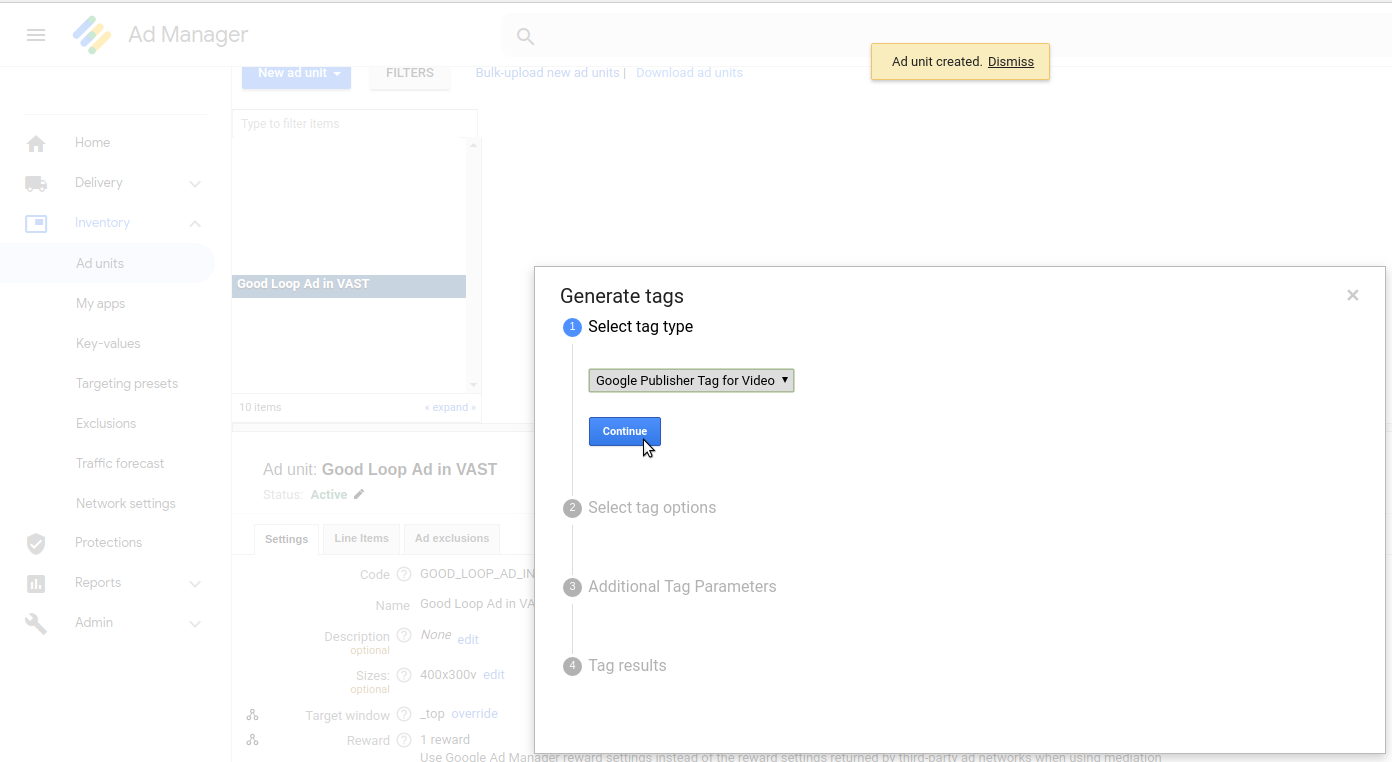 Ad Manager
Ad unit created. Dismiss
New ad unit
FILTERS
Bulk-upload new ad units | Download ad units
Type to filter items
Home
Delivery
Inventory
Ad units
My apps
Key-values
Targeting presets
Exclusions
Traffic forecast
Network settings
Protections
Reports
Admin
Good Loop Ad in VAST
10 items
« expand »
Ad unit: Good Loop Ad in VAST
Status: Active
Settings
Line Items
Ad exclusions
Code ? GOOD_LOOP_AD_IN
Name Good Loop Ad in VA
Description ? None edit
optional
Sizes: ? 400x300v edit
optional
Target window ? _top override
Reward ? 1 reward
Use Google Ad Manager reward settings instead of the reward settings returned by third-party ad networks when using mediation
Generate tags
×
1 Select tag type
Google Publisher Tag for Video
Continue
2 Select tag options
3 Additional Tag Parameters
4 Tag results